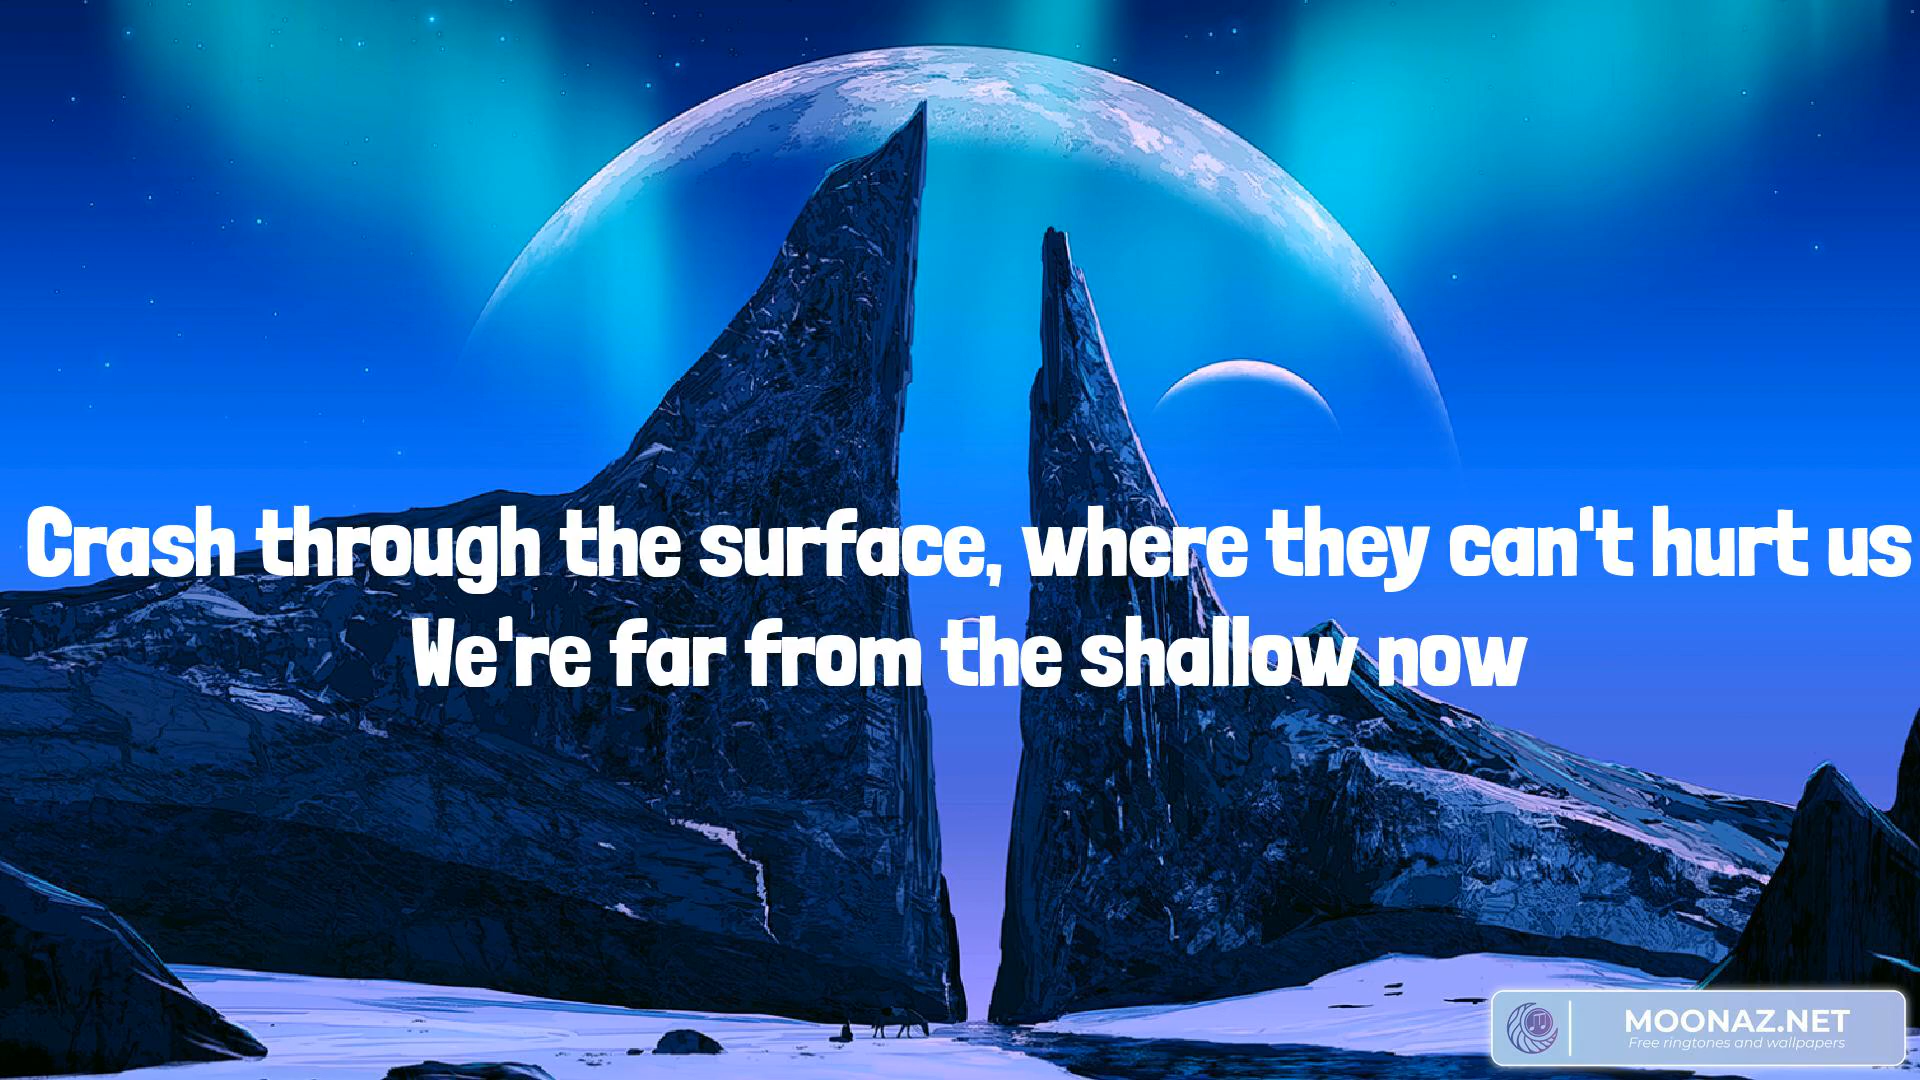 Crash through the surface, where they can't hurt us
We're far from the shallow now
MOONAZ.NET
Free ringtones and wallpapers